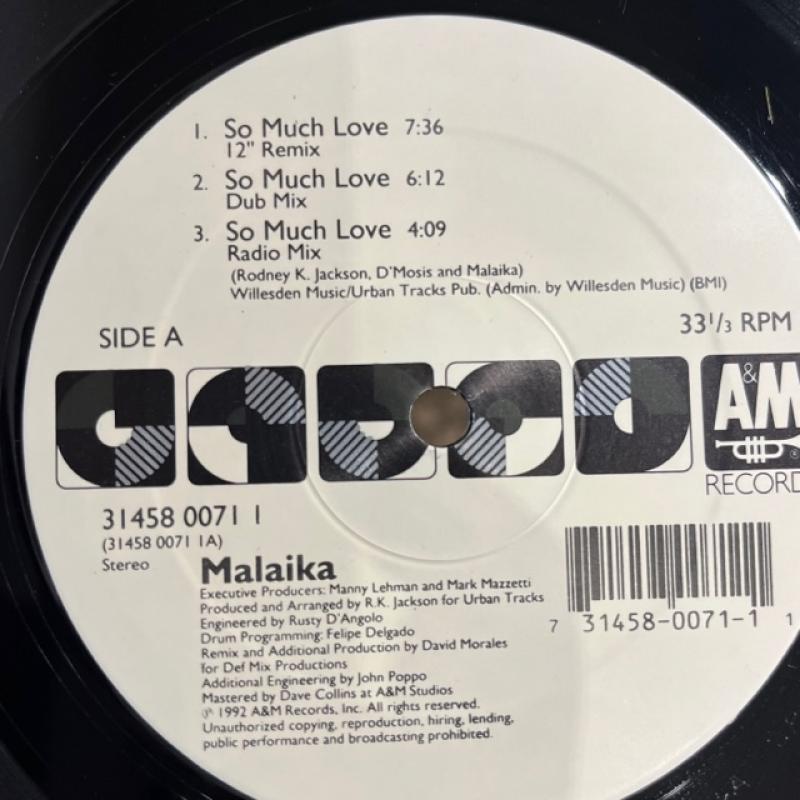 1. So Much Love 7:36
12" Remix
2. So Much Love 6:12
Dub Mix
3. So Much Love 4:09
Radio Mix
(Rodney K. Jackson, D'Mosis and Malaika)
Willesden Music/Urban Tracks Pub. (Admin. by Willesden Music) (BMI)
SIDE A
33 1/3 RPM
A&M
RECORD
31458 0071 1
(31458 0071 1A)
Stereo
Malaika
Executive Producers: Manny Lehman and Mark Mazzetti
Produced and Arranged by R.K. Jackson for Urban Tracks
Engineered by Rusty D'Angolo
Drum Programming: Felipe Delgado
Remix and Additional Production by David Morales
for Def Mix Productions
Additional Engineering by John Poppo
Mastered by Dave Collins at A&M Studios
℗ 1992 A&M Records, Inc. All rights reserved.
Unauthorized copying, reproduction, hiring, lending,
public performance and broadcasting prohibited.
7 31458-0071-1 1